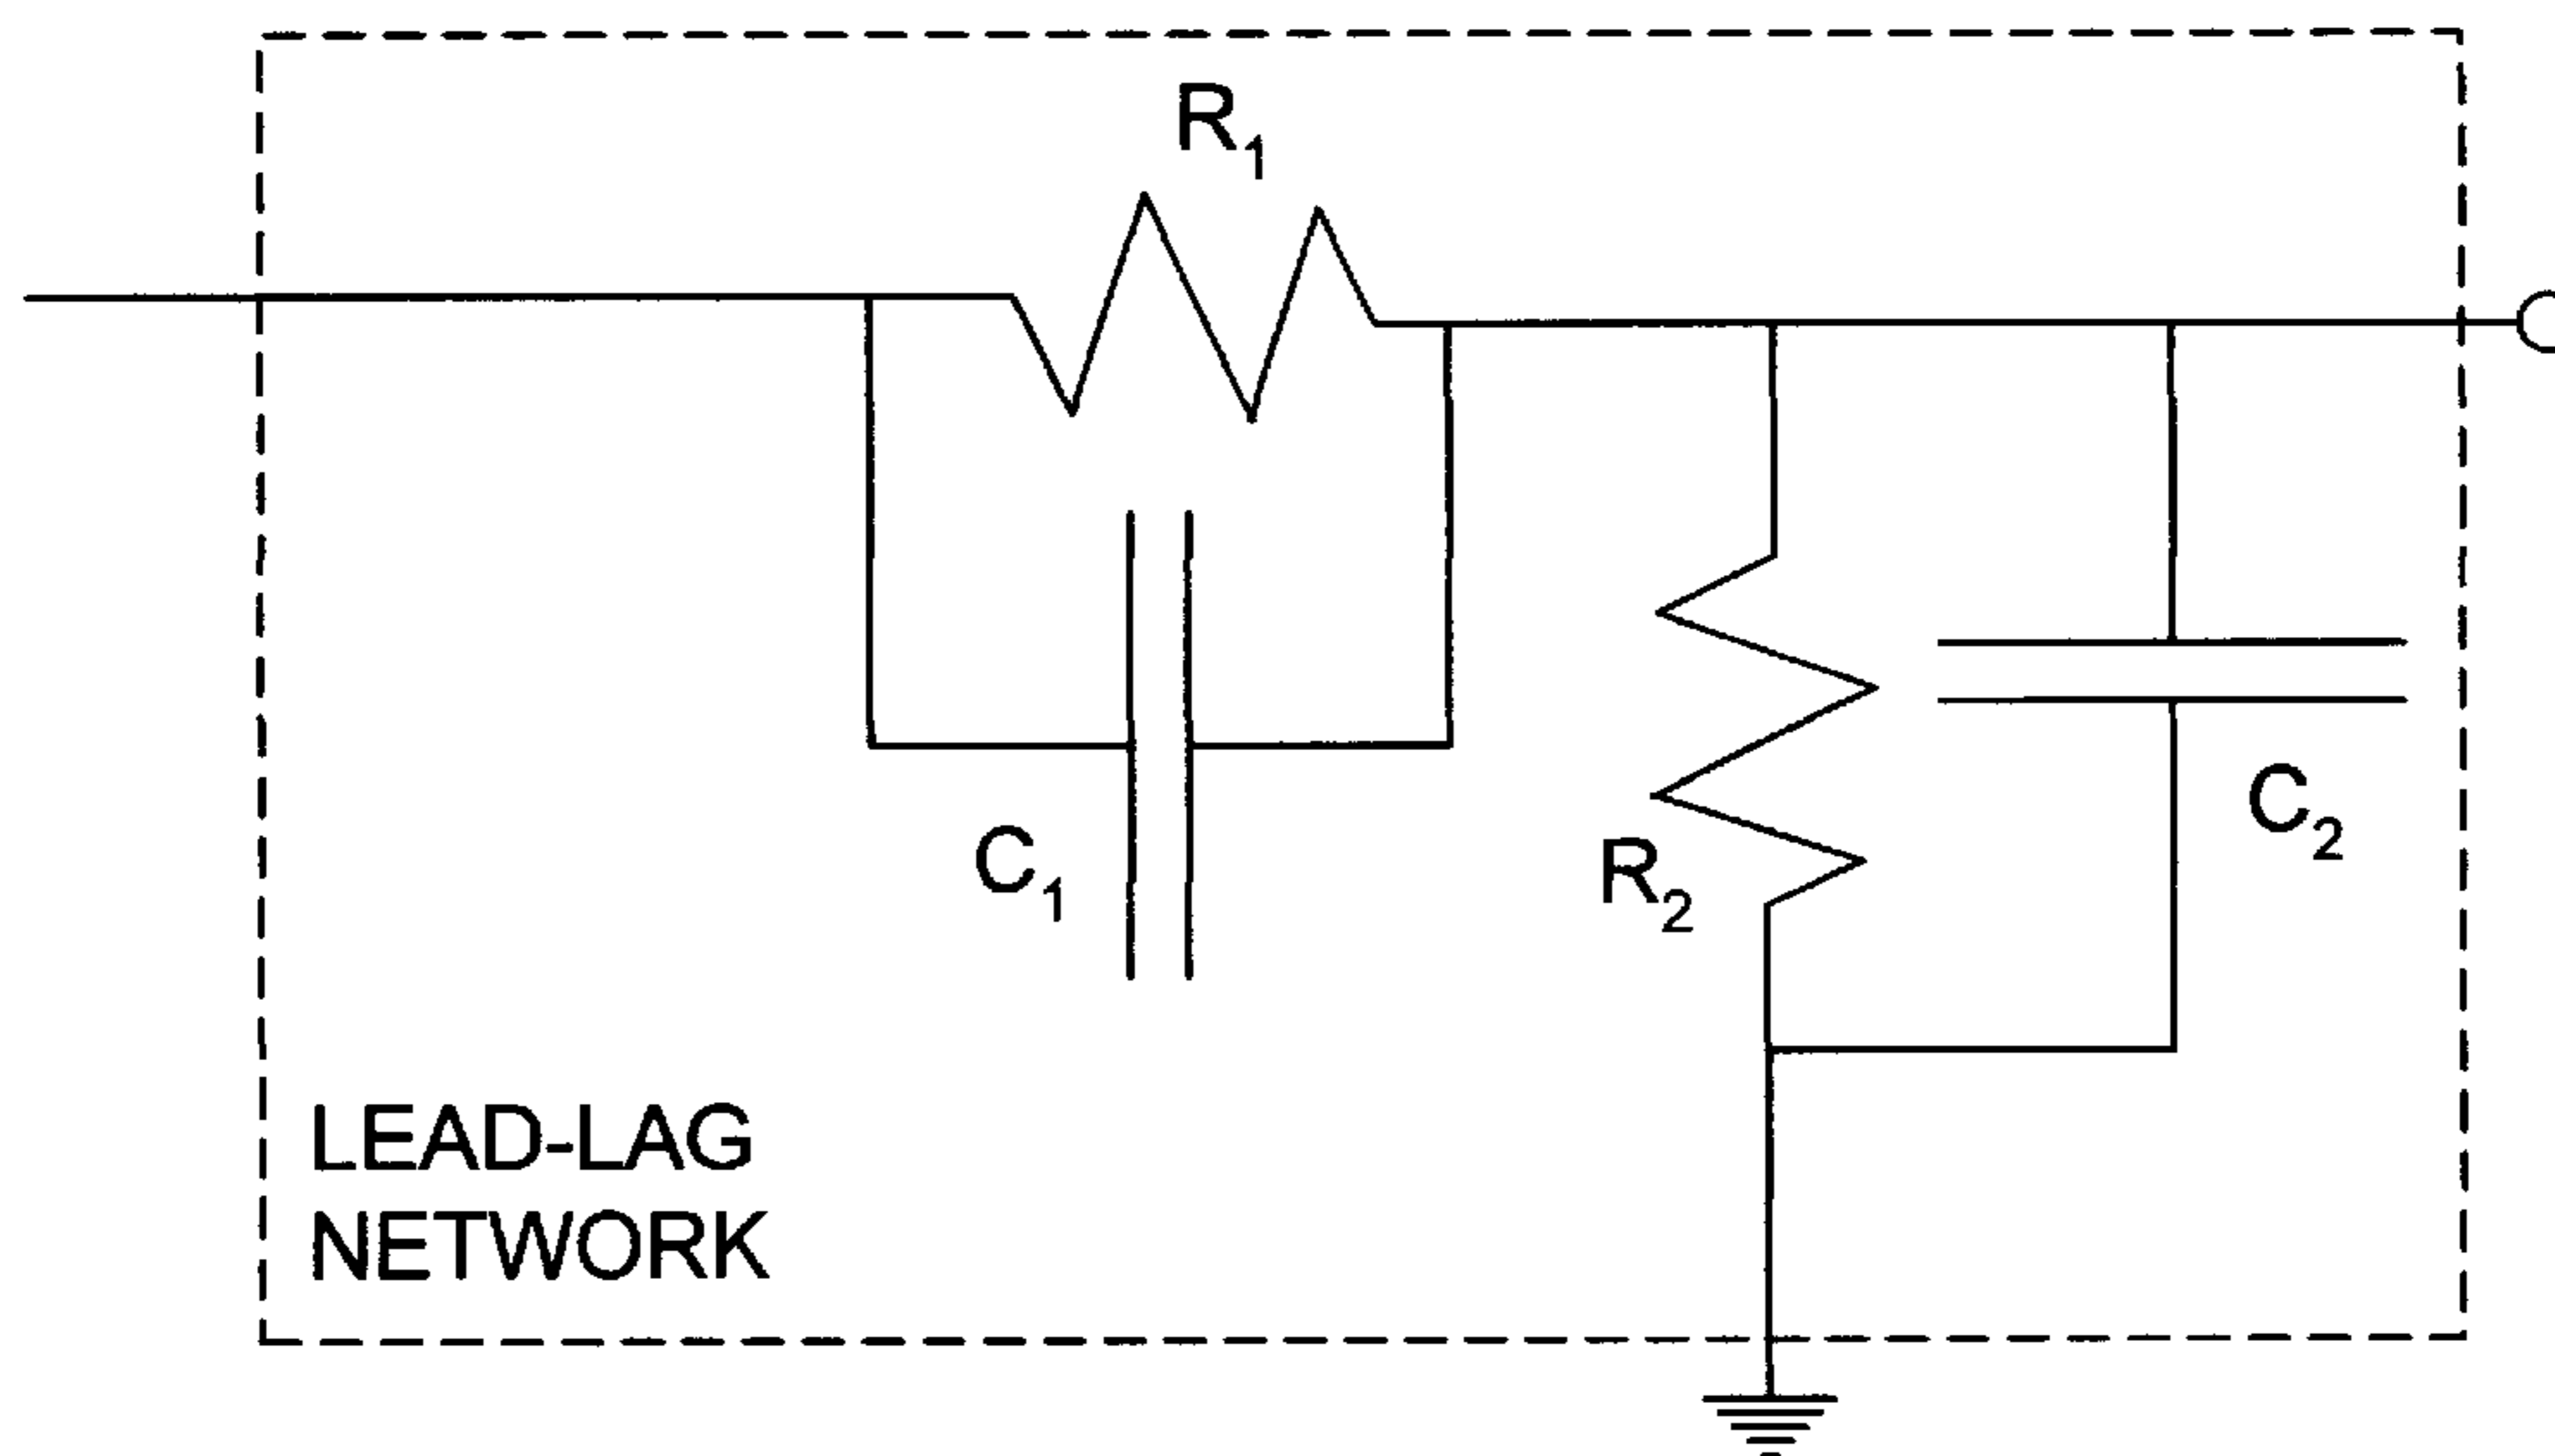 R₁
C₁
R₂
C₂
LEAD-LAG
NETWORK